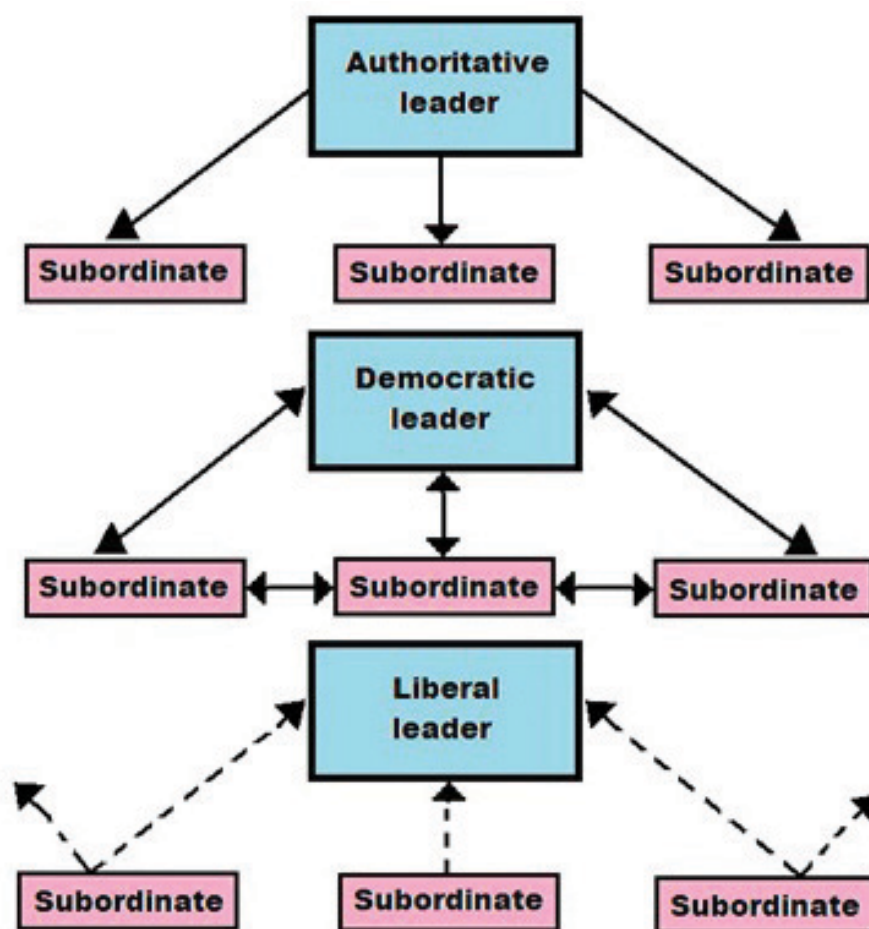 Authoritative
leader
Subordinate
Subordinate
Subordinate
Democratic
leader
Subordinate
Subordinate
Subordinate
Liberal
leader
Subordinate
Subordinate
Subordinate